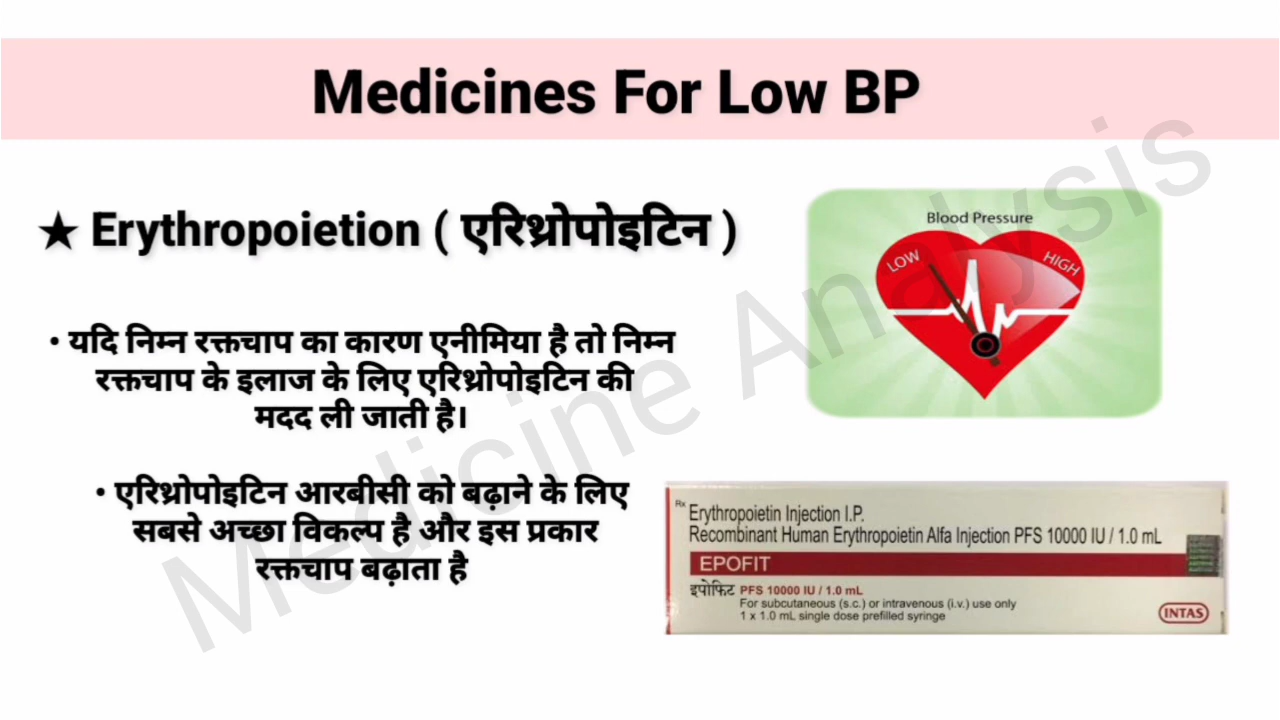 Medicines For Low BP
★ Erythropoietion ( एरिथ्रोपोइटिन )
• यदि निम्न रक्तचाप का कारण एनीमिया है तो निम्न
रक्तचाप के इलाज के लिए एरिथ्रोपोइटिन की
मदद ली जाती है।
• एरिथ्रोपोइटिन आरबीसी को बढ़ाने के लिए
सबसे अच्छा विकल्प है और इस प्रकार
रक्तचाप बढ़ाता है
Blood Pressure
LOW
HIGH
Rx
Erythropoietin Injection I.P.
Recombinant Human Erythropoietin Alfa Injection PFS 10000 IU / 1.0 mL
EPOFIT
इपोफिट PFS 10000 IU / 1.0 mL
For subcutaneous (s.c.) or intravenous (i.v.) use only
1 x 1.0 mL single dose prefilled syringe
INTAS
Medicine Analysis